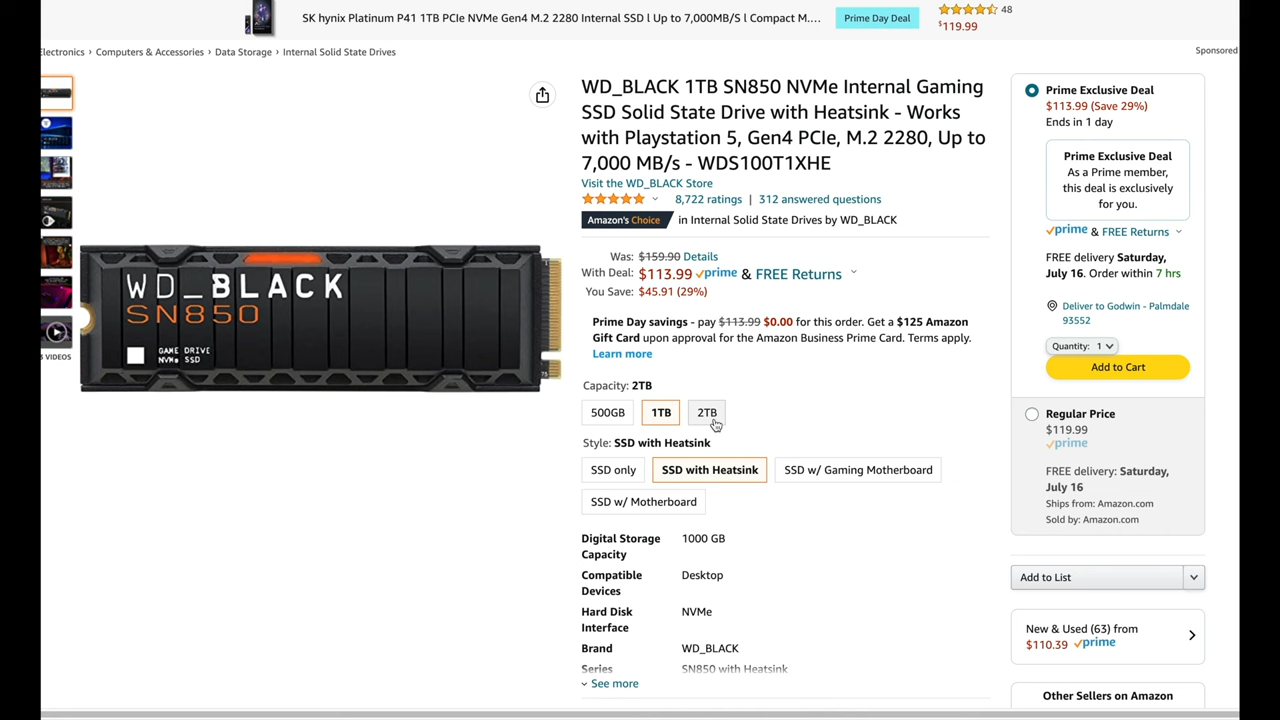 SK hynix Platinum P41 1TB PCIe NVMe Gen4 M.2 2280 Internal SSD l Up to 7,000MB/S l Compact M....
Prime Day Deal
48
$119.99
Sponsored
Electronics › Computers & Accessories › Data Storage › Internal Solid State Drives
3 VIDEOS
WD_BLACK
SN850
GAME DRIVE
NVMe SSD
WD_BLACK 1TB SN850 NVMe Internal Gaming
SSD Solid State Drive with Heatsink - Works
with Playstation 5, Gen4 PCIe, M.2 2280, Up to
7,000 MB/s - WDS100T1XHE
Visit the WD_BLACK Store
8,722 ratings | 312 answered questions
Amazon's Choice in Internal Solid State Drives by WD_BLACK
Was: $159.90 Details
With Deal: $113.99 prime & FREE Returns
You Save: $45.91 (29%)
Prime Day savings - pay $113.99 $0.00 for this order. Get a $125 Amazon
Gift Card upon approval for the Amazon Business Prime Card. Terms apply.
Learn more
Capacity: 2TB
500GB 1TB 2TB
Style: SSD with Heatsink
SSD only SSD with Heatsink SSD w/ Gaming Motherboard
SSD w/ Motherboard
Digital Storage Capacity 1000 GB
Compatible Devices Desktop
Hard Disk Interface NVMe
Brand WD_BLACK
Series SN850 with Heatsink
See more
Prime Exclusive Deal
$113.99 (Save 29%)
Ends in 1 day
Prime Exclusive Deal
As a Prime member,
this deal is exclusively
for you.
prime & FREE Returns
FREE delivery Saturday,
July 16. Order within 7 hrs
Deliver to Godwin - Palmdale
93552
Quantity: 1
Add to Cart
Regular Price
$119.99
prime
FREE delivery: Saturday,
July 16
Ships from: Amazon.com
Sold by: Amazon.com
Add to List
New & Used (63) from
$110.39 prime
Other Sellers on Amazon